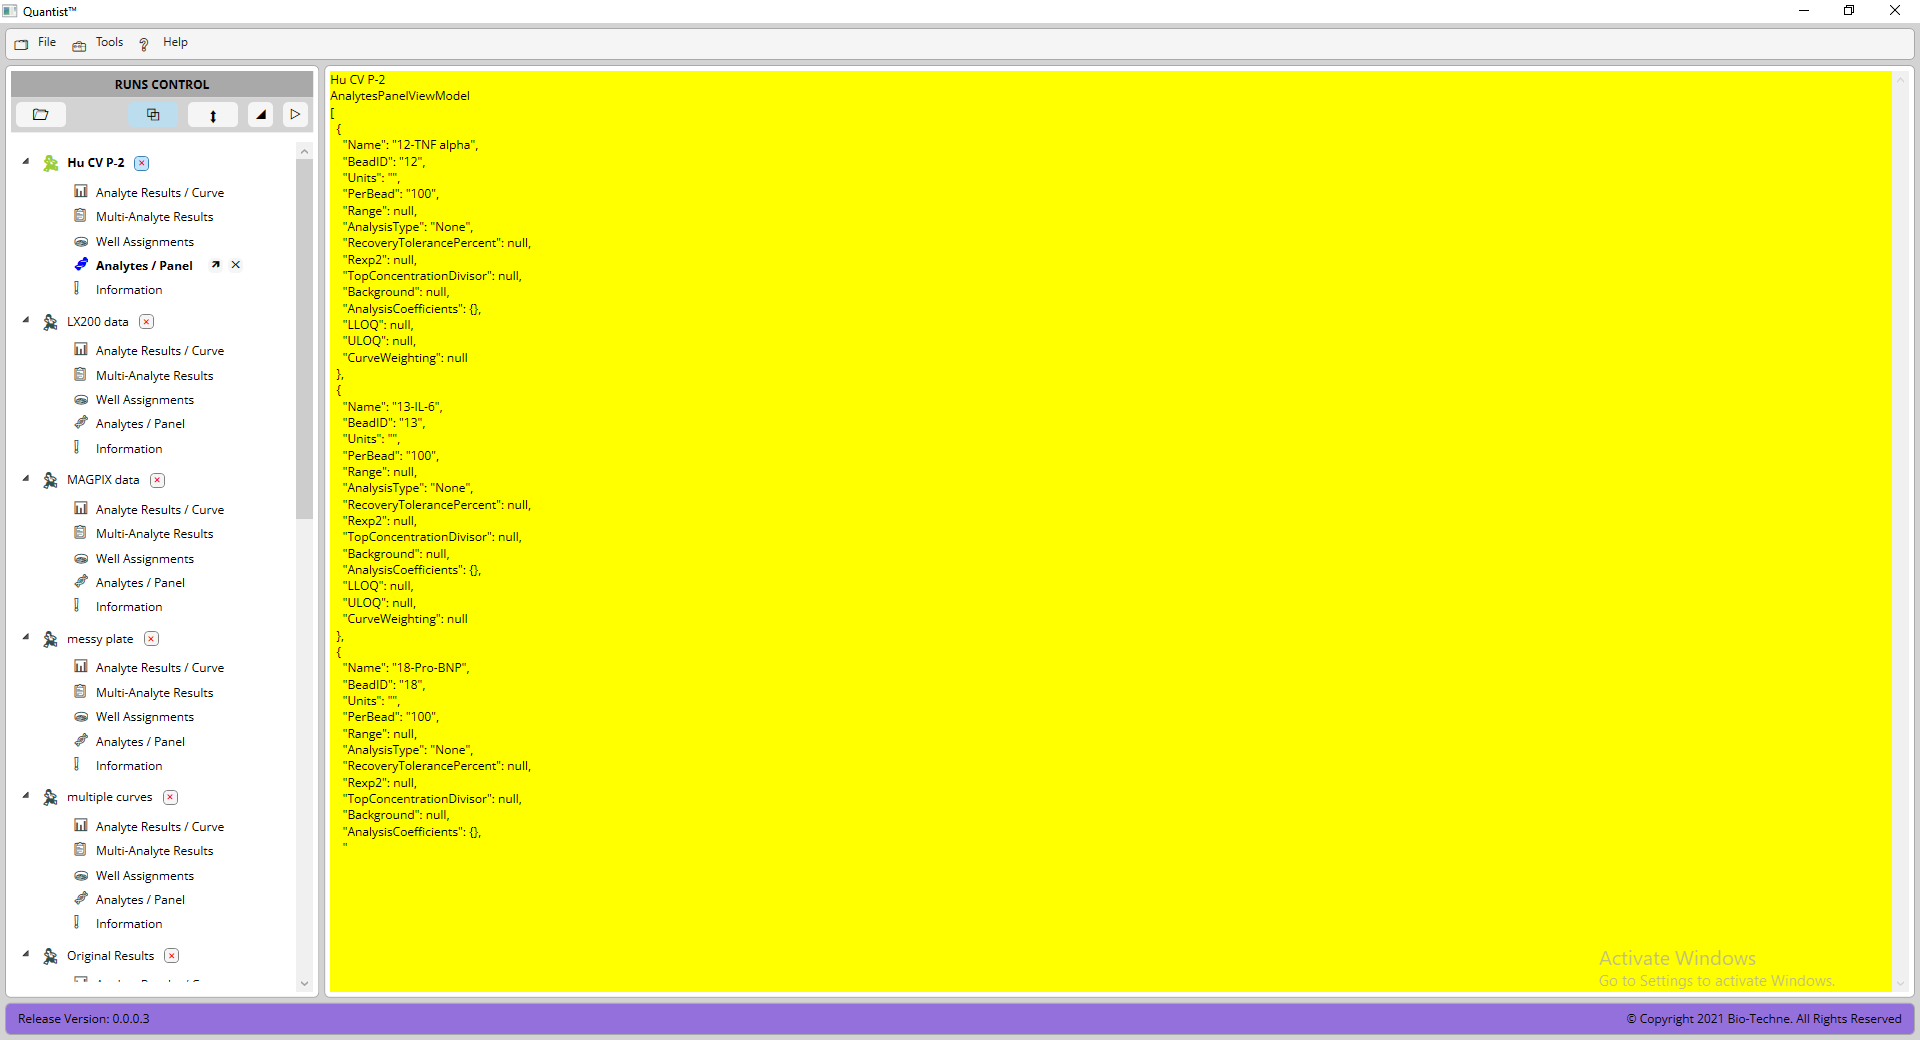 Quantist™
File Tools Help
RUNS CONTROL
Hu CV P-2
Analyte Results / Curve
Multi-Analyte Results
Well Assignments
Analytes / Panel
Information
LX200 data
Analyte Results / Curve
Multi-Analyte Results
Well Assignments
Analytes / Panel
Information
MAGPIX data
Analyte Results / Curve
Multi-Analyte Results
Well Assignments
Analytes / Panel
Information
messy plate
Analyte Results / Curve
Multi-Analyte Results
Well Assignments
Analytes / Panel
Information
multiple curves
Analyte Results / Curve
Multi-Analyte Results
Well Assignments
Analytes / Panel
Information
Original Results
Hu CV P-2
AnalytesPanelViewModel
[
{
"Name": "12-TNF alpha",
"BeadID": "12",
"Units": "",
"PerBead": "100",
"Range": null,
"AnalysisType": "None",
"RecoveryTolerancePercent": null,
"Rexp2": null,
"TopConcentrationDivisor": null,
"Background": null,
"AnalysisCoefficients": {},
"LLOQ": null,
"ULOQ": null,
"CurveWeighting": null
},
{
"Name": "13-IL-6",
"BeadID": "13",
"Units": "",
"PerBead": "100",
"Range": null,
"AnalysisType": "None",
"RecoveryTolerancePercent": null,
"Rexp2": null,
"TopConcentrationDivisor": null,
"Background": null,
"AnalysisCoefficients": {},
"LLOQ": null,
"ULOQ": null,
"CurveWeighting": null
},
{
"Name": "18-Pro-BNP",
"BeadID": "18",
"Units": "",
"PerBead": "100",
"Range": null,
"AnalysisType": "None",
"RecoveryTolerancePercent": null,
"Rexp2": null,
"TopConcentrationDivisor": null,
"Background": null,
"AnalysisCoefficients": {},
"
Activate Windows
Go to Settings to activate Windows.
Release Version: 0.0.0.3
© Copyright 2021 Bio-Techne. All Rights Reserved